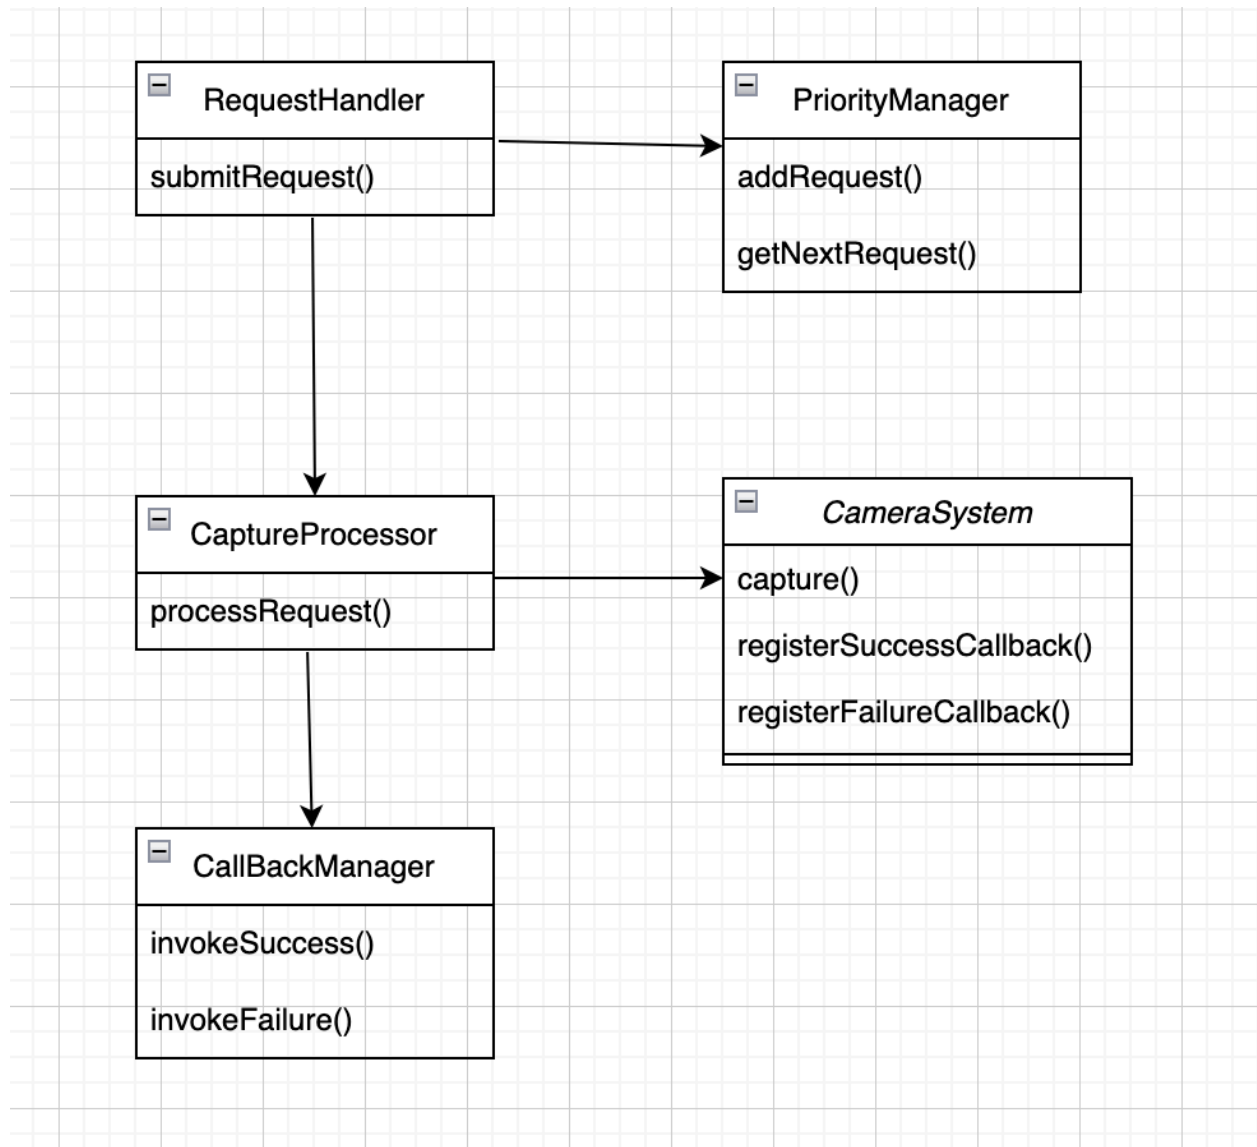 RequestHandler
submitRequest()
PriorityManager
addRequest()
getNextRequest()
CaptureProcessor
processRequest()
CameraSystem
capture()
registerSuccessCallback()
registerFailureCallback()
CallBackManager
invokeSuccess()
invokeFailure()